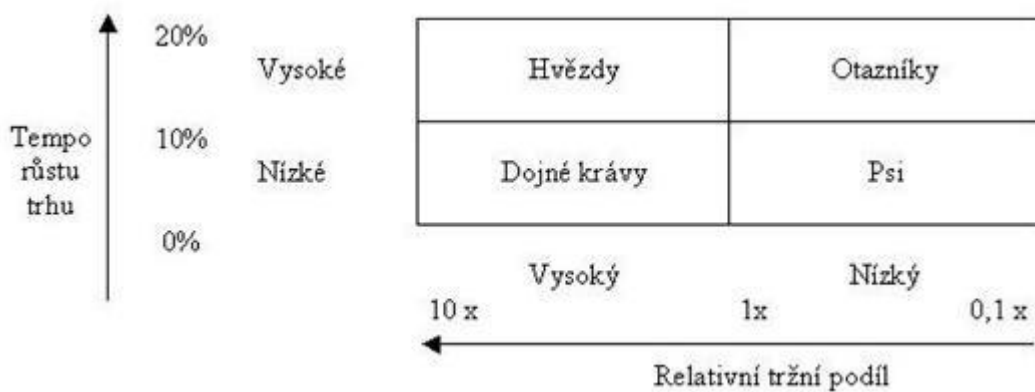 20%
Vysoké
Hvězdy
Otazníky
Tempo
růstu
trhu
10%
Nízké
Dojné krávy
Psi
0%
Vysoký
Nízký
10 x
1x
0,1 x
Relativní tržní podíl